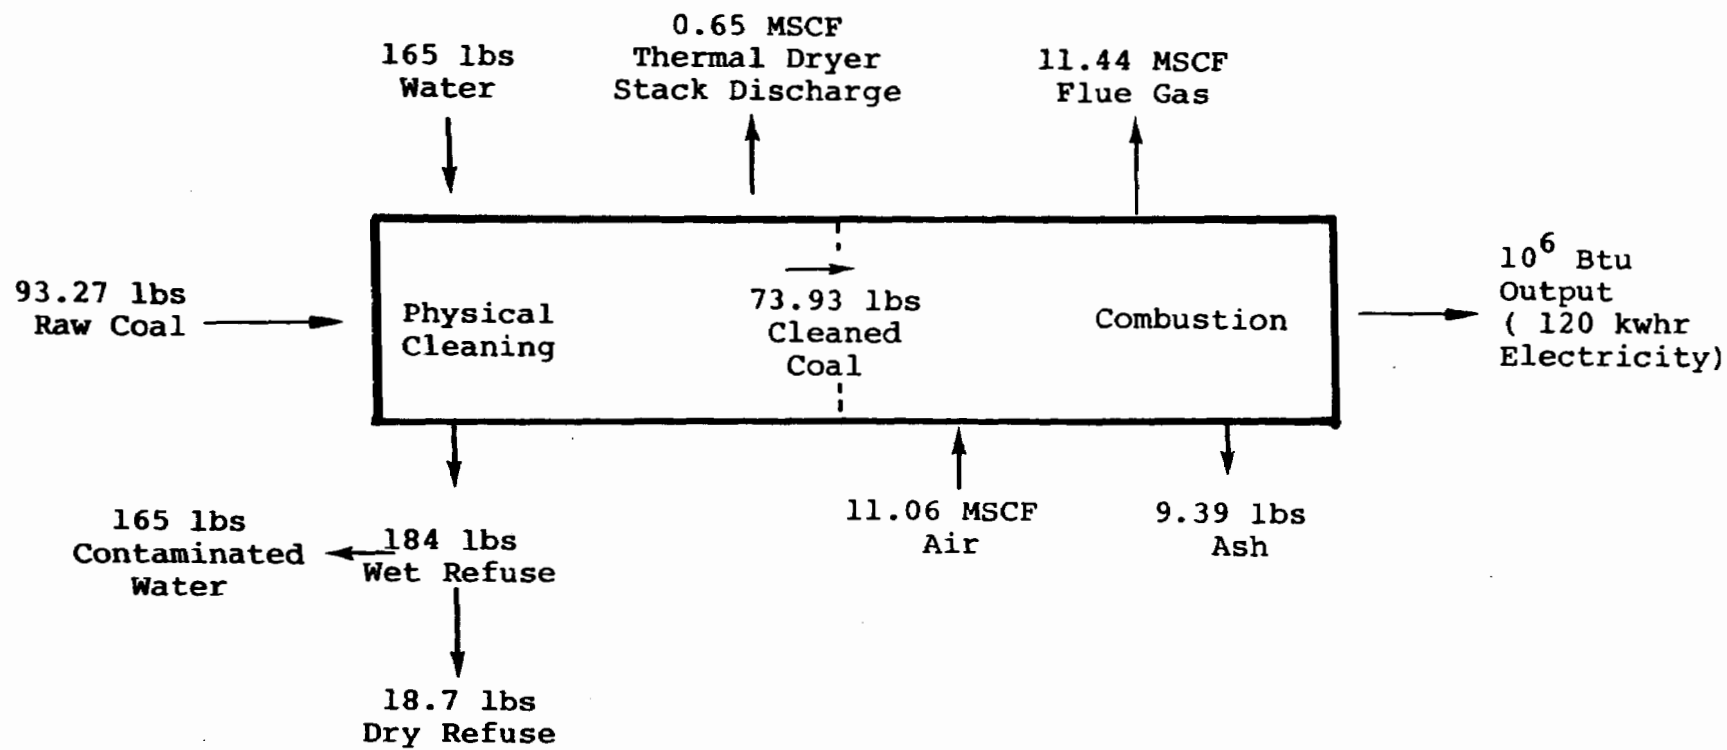 165 lbs
Water
0.65 MSCF
Thermal Dryer
Stack Discharge
11.44 MSCF
Flue Gas
93.27 lbs
Raw Coal
Physical
Cleaning
73.93 lbs
Cleaned
Coal
Combustion
10⁶ Btu
Output
( 120 kwhr
Electricity)
165 lbs
Contaminated
Water
184 lbs
Wet Refuse
18.7 lbs
Dry Refuse
11.06 MSCF
Air
9.39 lbs
Ash